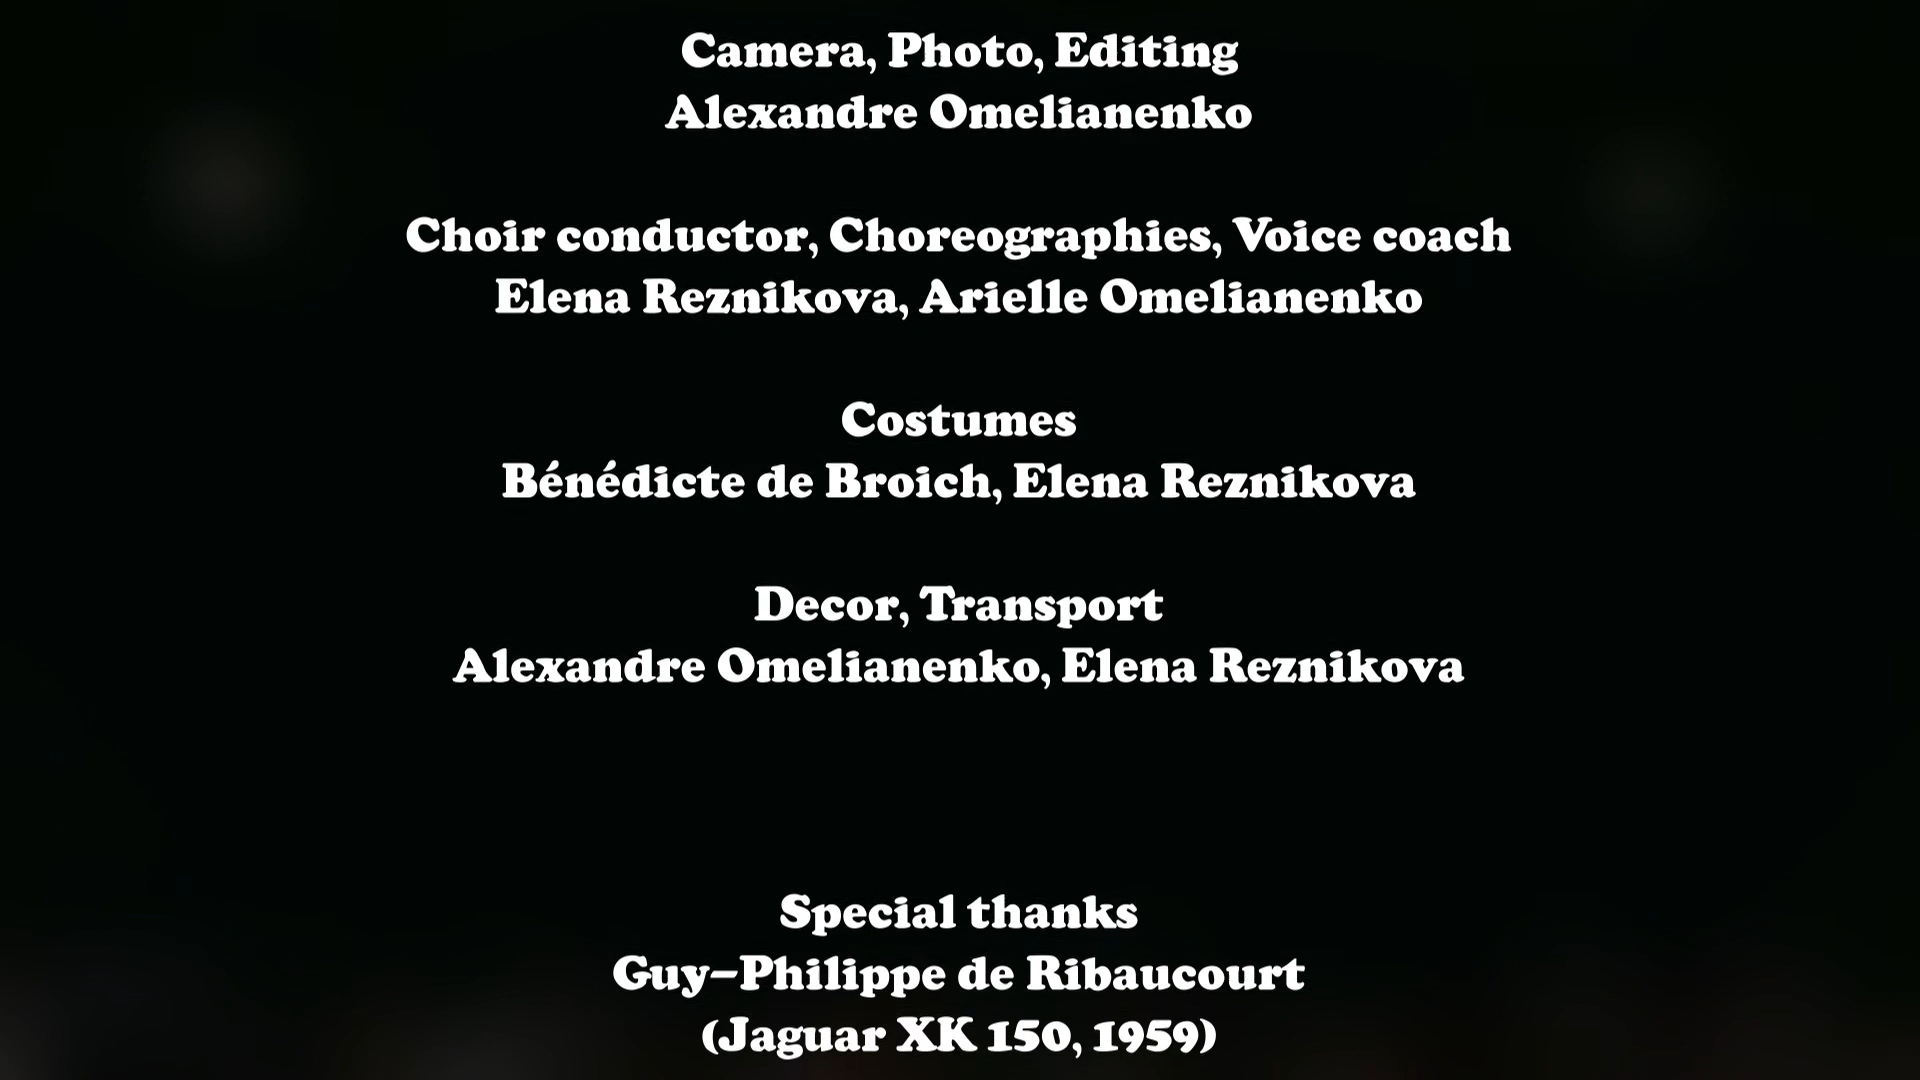 Camera, Photo, Editing
Alexandre Omelianenko
Choir conductor, Choreographies, Voice coach
Elena Reznikova, Arielle Omelianenko
Costumes
Bénédicte de Broich, Elena Reznikova
Decor, Transport
Alexandre Omelianenko, Elena Reznikova
Special thanks
Guy–Philippe de Ribaucourt
(Jaguar XK 150, 1959)